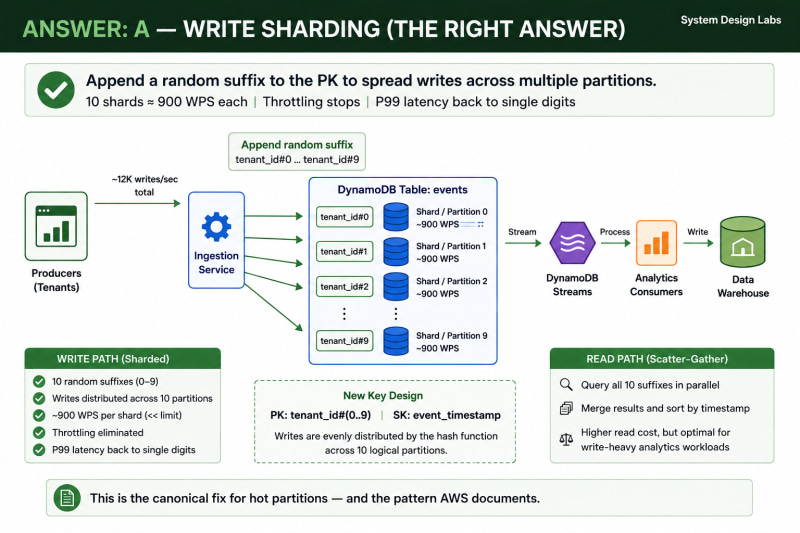 ANSWER: A — WRITE SHARDING (THE RIGHT ANSWER)
System Design Labs
Append a random suffix to the PK to spread writes across multiple partitions.
10 shards ≈ 900 WPS each | Throttling stops | P99 latency back to single digits
Append random suffix
tenant_id#0 ... tenant_id#9
~12K writes/sec
total
Producers
(Tenants)
Ingestion
Service
DynamoDB Table: events
tenant_id#0
Shard / Partition 0
~900 WPS
tenant_id#1
Shard / Partition 1
~900 WPS
tenant_id#2
Shard / Partition 2
~900 WPS
tenant_id#9
Shard / Partition 9
~900 WPS
Stream
DynamoDB
Streams
Process
Analytics
Consumers
Write
Data
Warehouse
WRITE PATH (Sharded)
10 random suffixes (0–9)
Writes distributed across 10 partitions
~900 WPS per shard (<< limit)
Throttling eliminated
P99 latency back to single digits
New Key Design
PK: tenant_id#(0..9) | SK: event_timestamp
Writes are evenly distributed by the hash function
across 10 logical partitions.
READ PATH (Scatter-Gather)
Query all 10 suffixes in parallel
Merge results and sort by timestamp
Higher read cost, but optimal for
write-heavy analytics workloads
This is the canonical fix for hot partitions — and the pattern AWS documents.